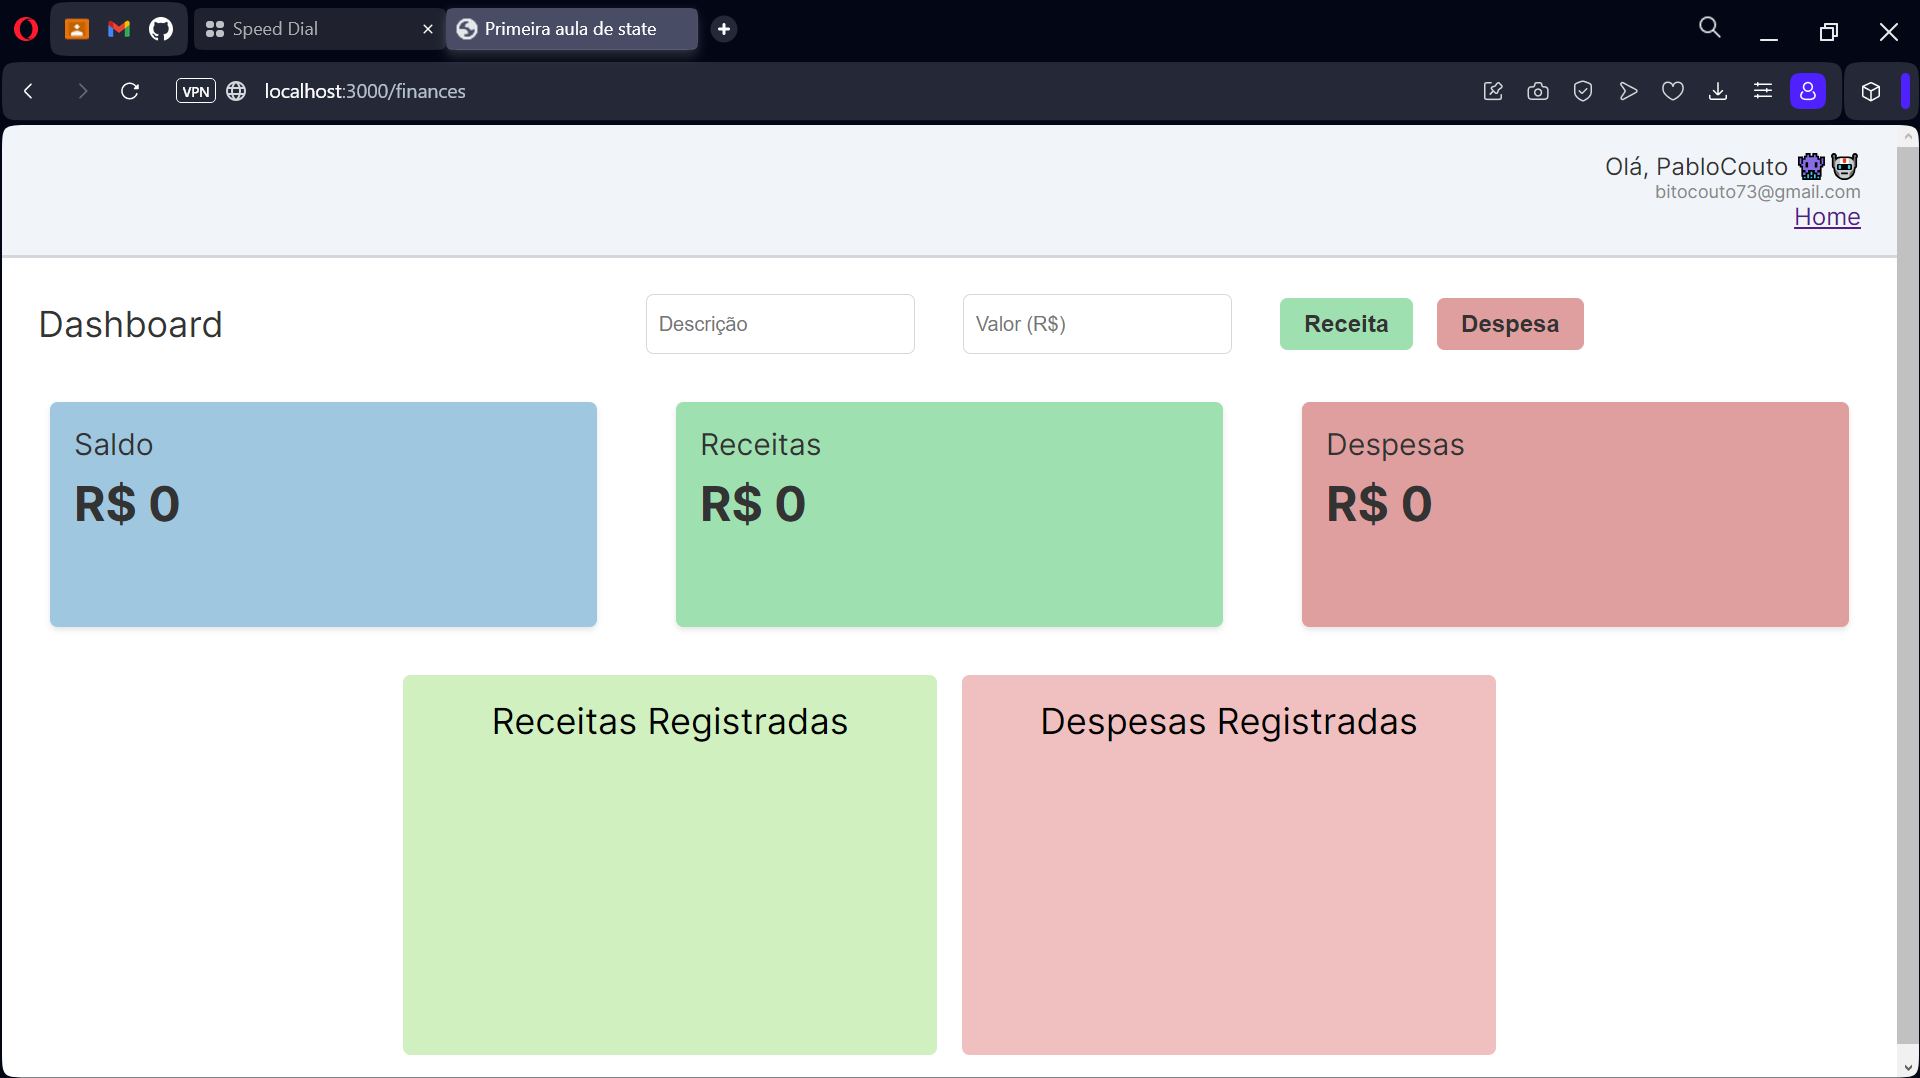 Speed Dial
Primeira aula de state
VPN
localhost:3000/finances
Olá, PabloCouto
bitocouto73@gmail.com
Home
Dashboard
Descrição
Valor (R$)
Receita
Despesa
Saldo
R$ 0
Receitas
R$ 0
Despesas
R$ 0
Receitas Registradas
Despesas Registradas